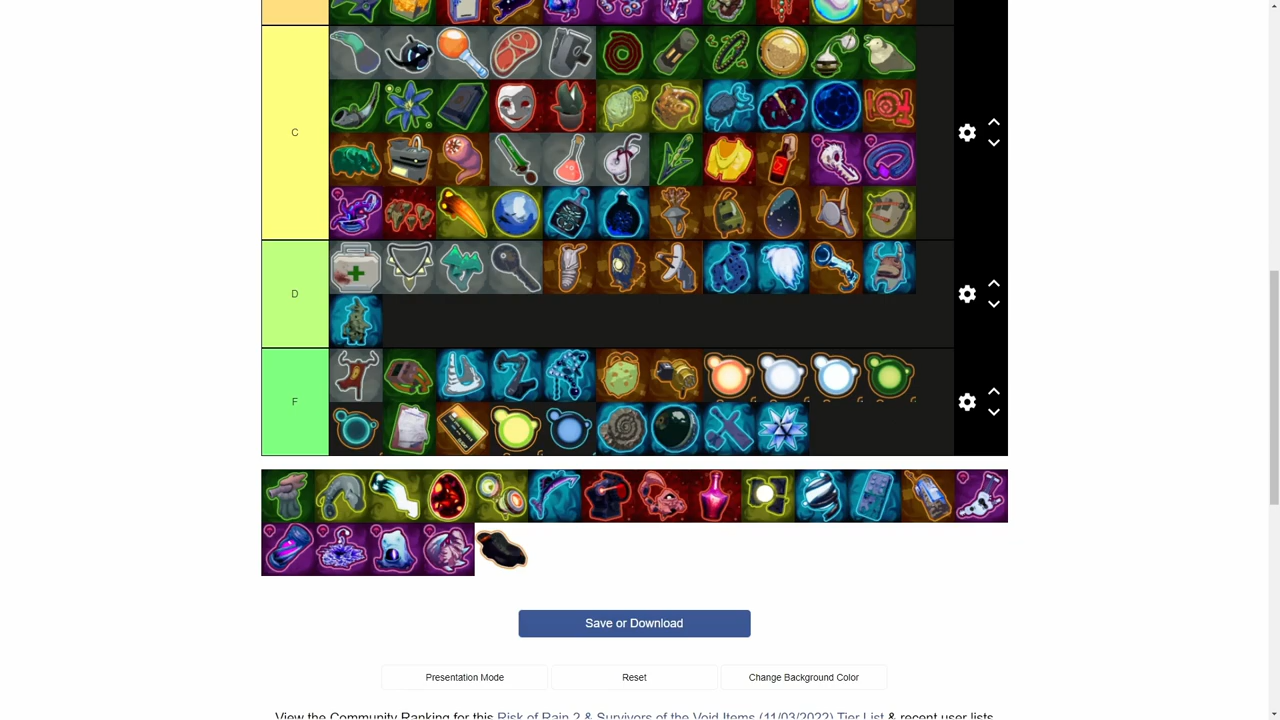 C
D
F
Save or Download
Presentation Mode
Reset
Change Background Color
View the Community Ranking for this Risk of Rain 2 & Survivors of the Void Items (11/03/2022) Tier List & recent user lists